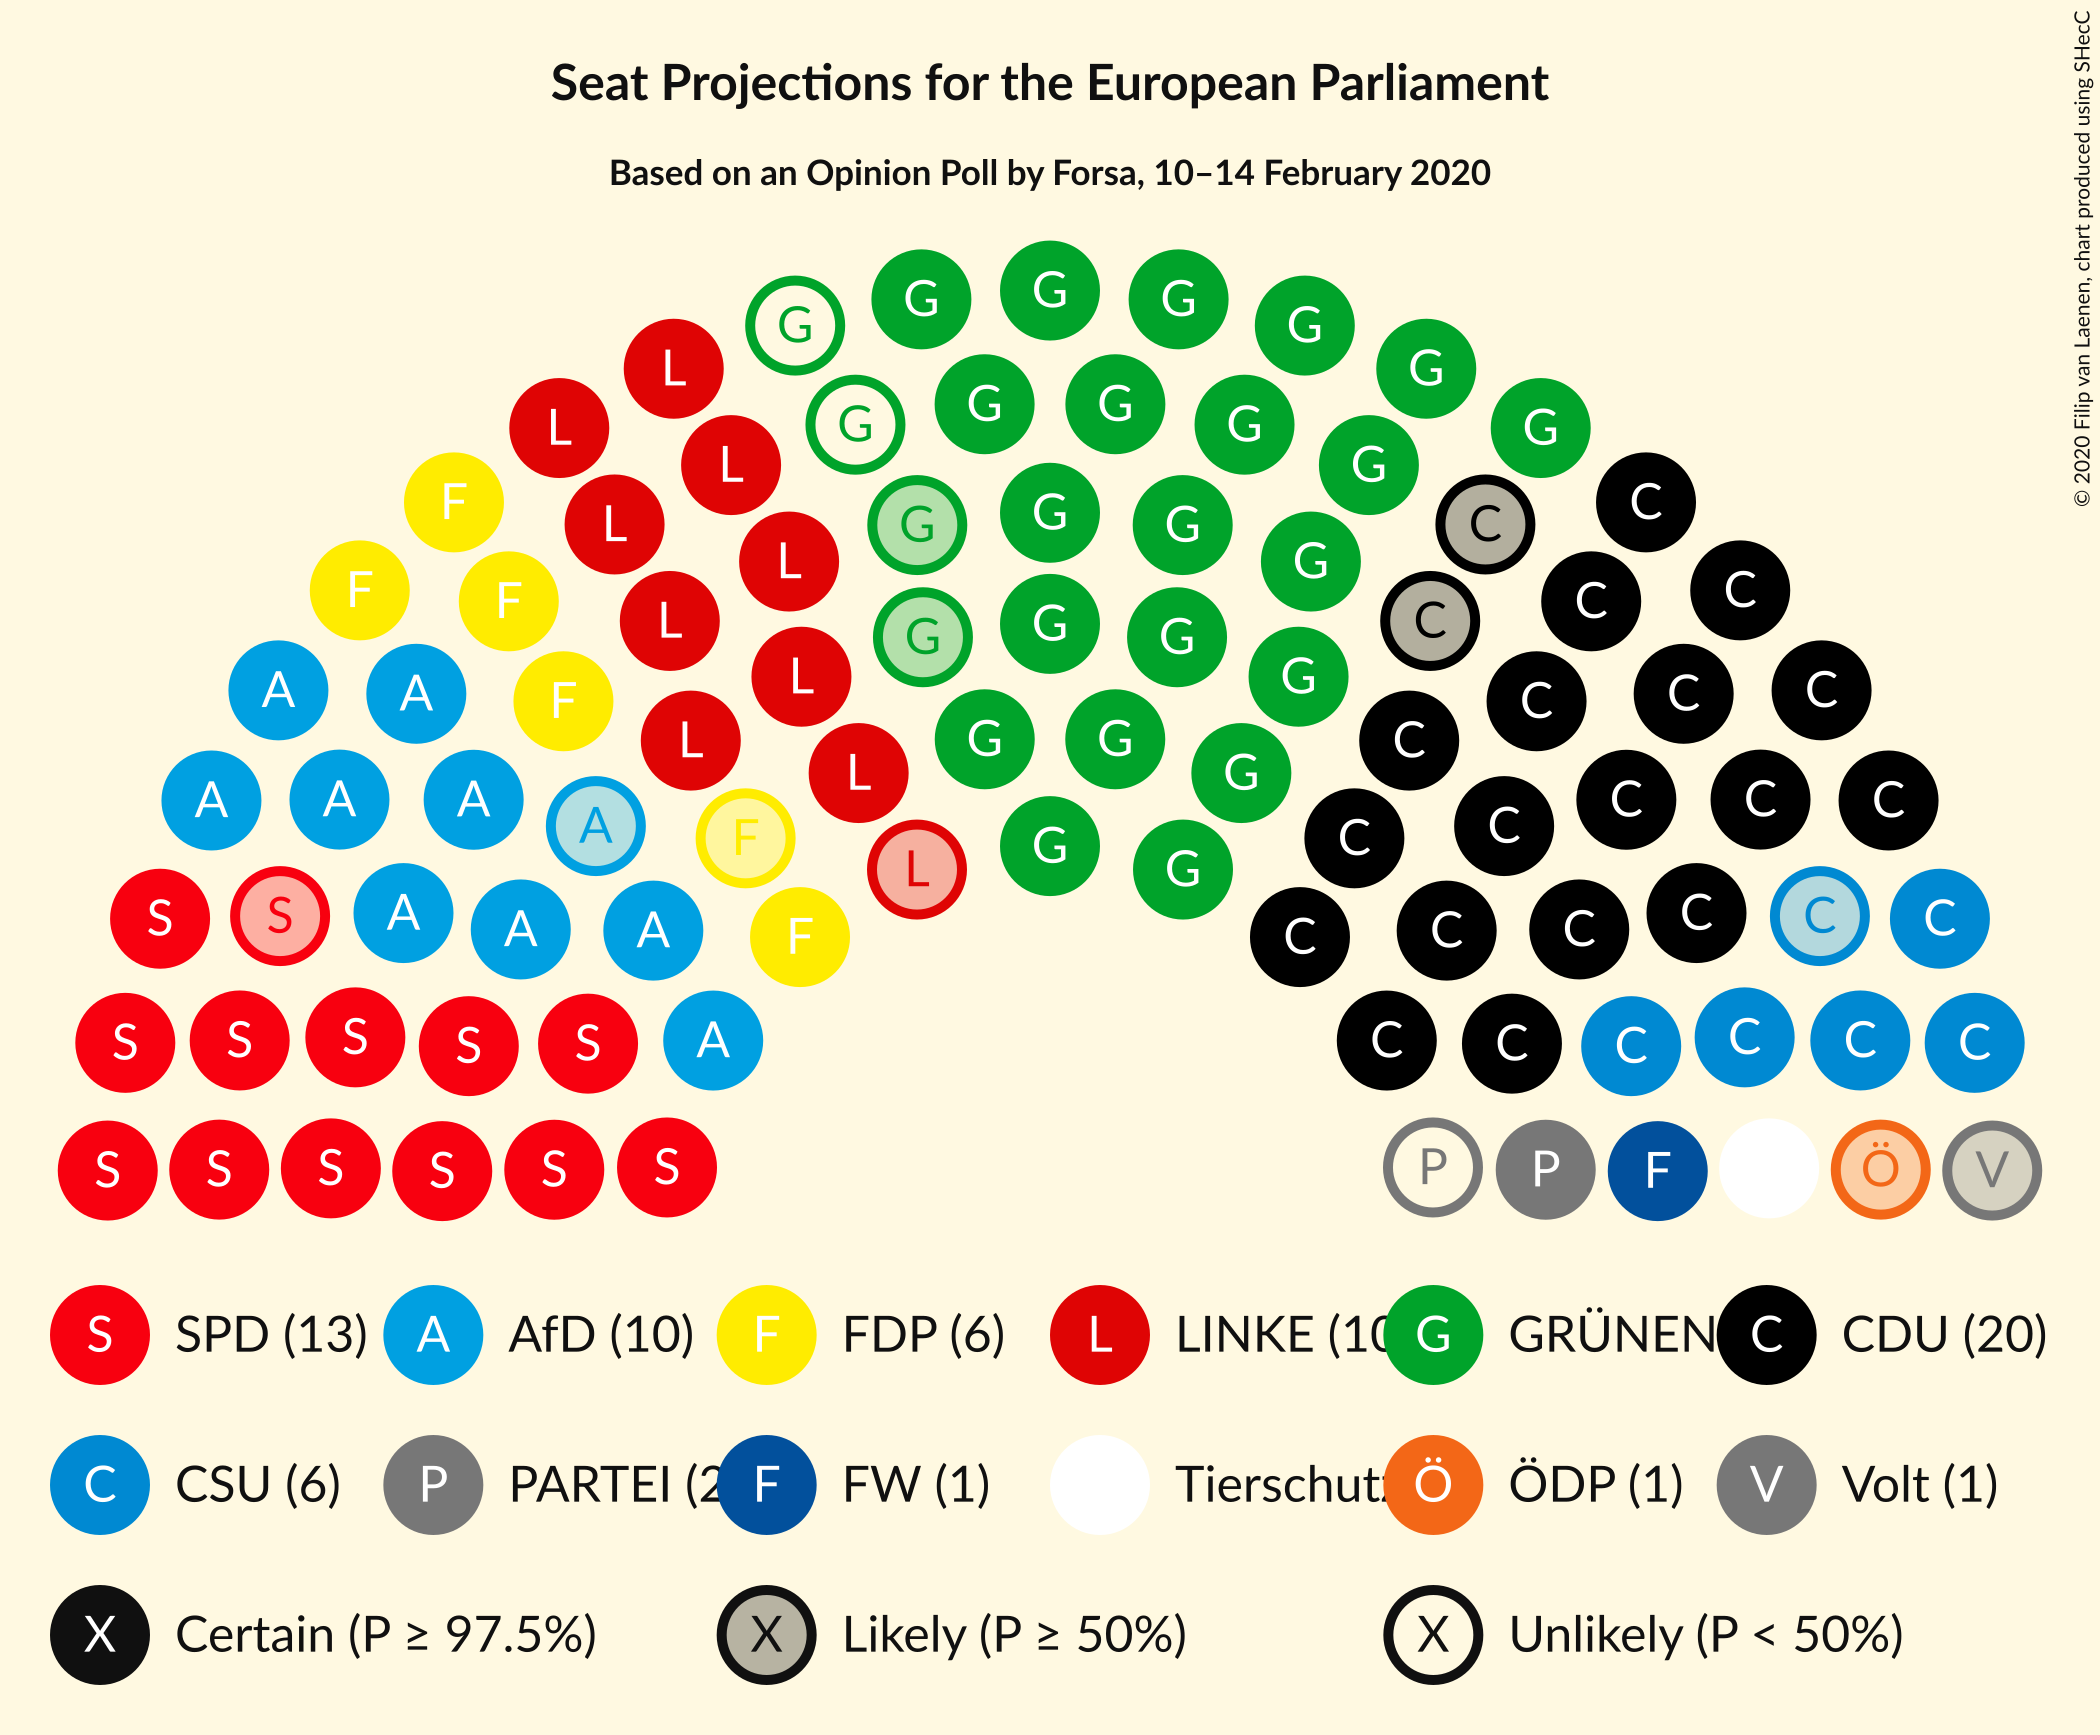 Seat Projections for the European Parliament
Based on an Opinion Poll by Forsa, 10–14 February 2020
© 2020 Filip van Laenen, chart produced using SHecC
G G G G G
L G G
L G G G G G
F L G G C C
L G G G C
F F L G C C
L G G G C
A A F L G C C C
L G G G C
A A A A L G C C C C
F L G G C C
S S A A A F C C C C C C
S S S S S A C C C C C C
S S S S S S P P F Ö V
S SPD (13) A AfD (10) F FDP (6) L LINKE (10 G GRÜNEN C CDU (20)
C CSU (6) P PARTEI (2 F FW (1) Tierschutz Ö ÖDP (1) V Volt (1)
X Certain (P ≥ 97.5%) X Likely (P ≥ 50%) X Unlikely (P < 50%)